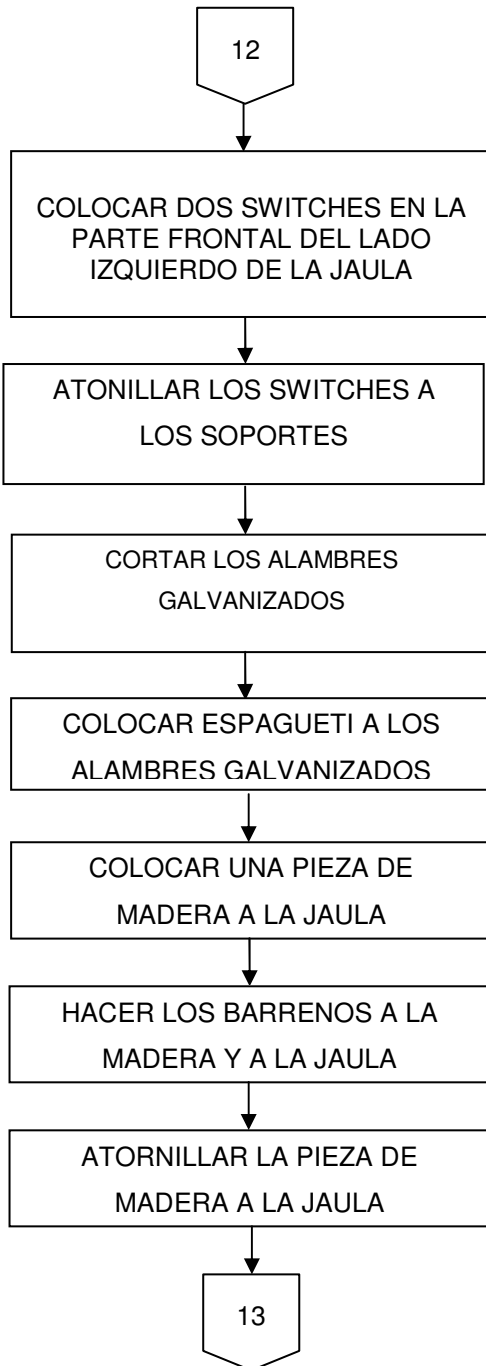 12
COLOCAR DOS SWITCHES EN LA
PARTE FRONTAL DEL LADO
IZQUIERDO DE LA JAULA
ATONILLAR LOS SWITCHES A
LOS SOPORTES
CORTAR LOS ALAMBRES
GALVANIZADOS
COLOCAR ESPAGUETI A LOS
ALAMBRES GALVANIZADOS
COLOCAR UNA PIEZA DE
MADERA A LA JAULA
HACER LOS BARRENOS A LA
MADERA Y A LA JAULA
ATORNILLAR LA PIEZA DE
MADERA A LA JAULA
13